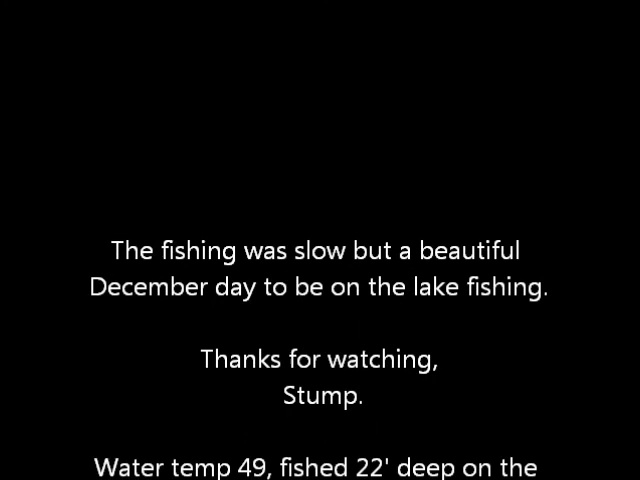 The fishing was slow but a beautiful
December day to be on the lake fishing.
Thanks for watching,
Stump.
Water temp 49, fished 22' deep on the